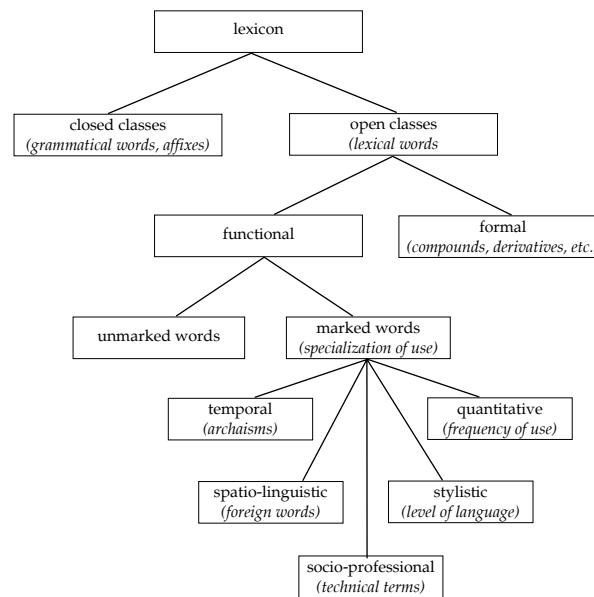 lexicon
closed classes
(grammatical words, affixes)
open classes
(lexical words
functional
formal
(compounds, derivatives, etc.
unmarked words
marked words
(specialization of use)
temporal
(archaisms)
quantitative
(frequency of use)
spatio-linguistic
(foreign words)
stylistic
(level of language)
socio-professional
(technical terms)